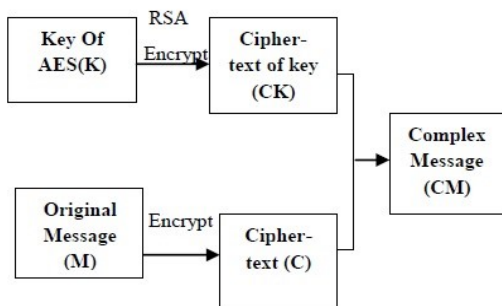 RSA
Encrypt
Key Of
AES(K)
Cipher-
text of key
(CK)
Complex
Message
(CM)
Original
Message
(M)
Encrypt
Cipher-
text (C)